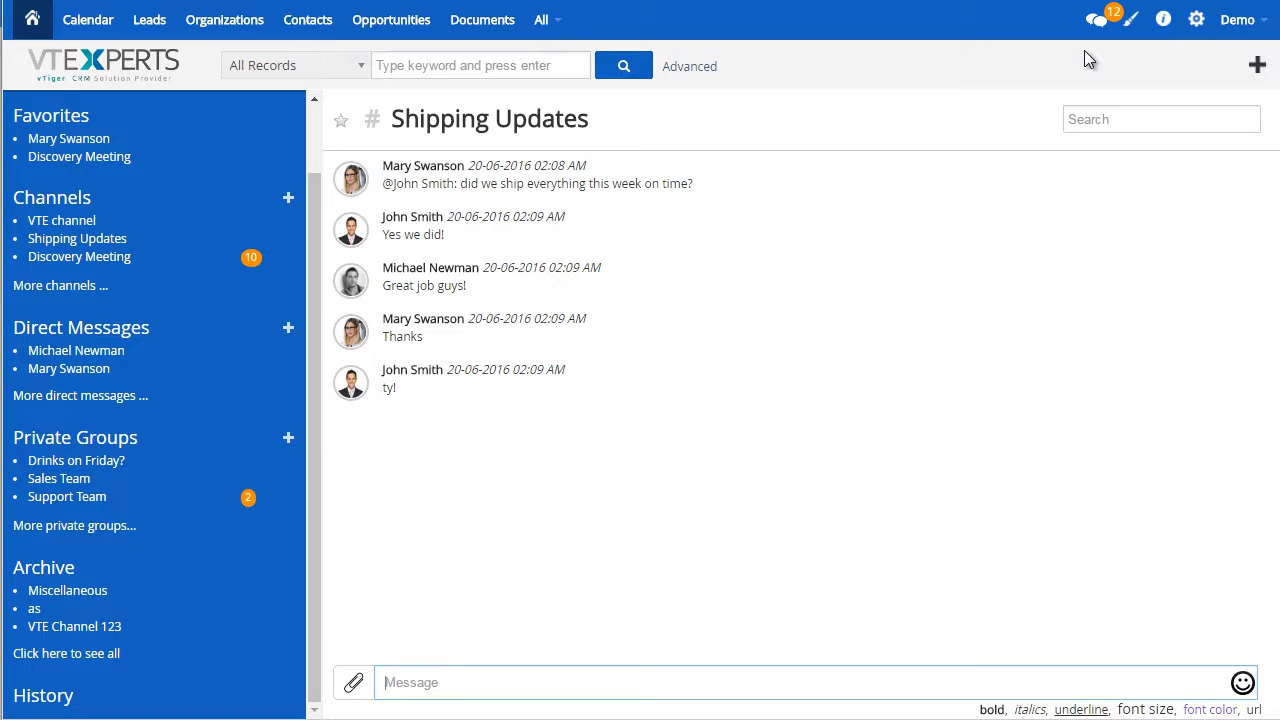 Calendar Leads Organizations Contacts Opportunities Documents All 12 Demo
VTEXPERTS
vTiger CRM Solution Provider
All Records Type keyword and press enter Advanced
Favorites
Mary Swanson
Discovery Meeting
Channels
VTE channel
Shipping Updates
Discovery Meeting 10
More channels ...
Direct Messages
Michael Newman
Mary Swanson
More direct messages ...
Private Groups
Drinks on Friday?
Sales Team
Support Team 2
More private groups...
Archive
Miscellaneous
as
VTE Channel 123
Click here to see all
History
# Shipping Updates Search
Mary Swanson 20-06-2016 02:08 AM
@John Smith: did we ship everything this week on time?
John Smith 20-06-2016 02:09 AM
Yes we did!
Michael Newman 20-06-2016 02:09 AM
Great job guys!
Mary Swanson 20-06-2016 02:09 AM
Thanks
John Smith 20-06-2016 02:09 AM
ty!
Message
bold, italics, underline, font size, font color, url